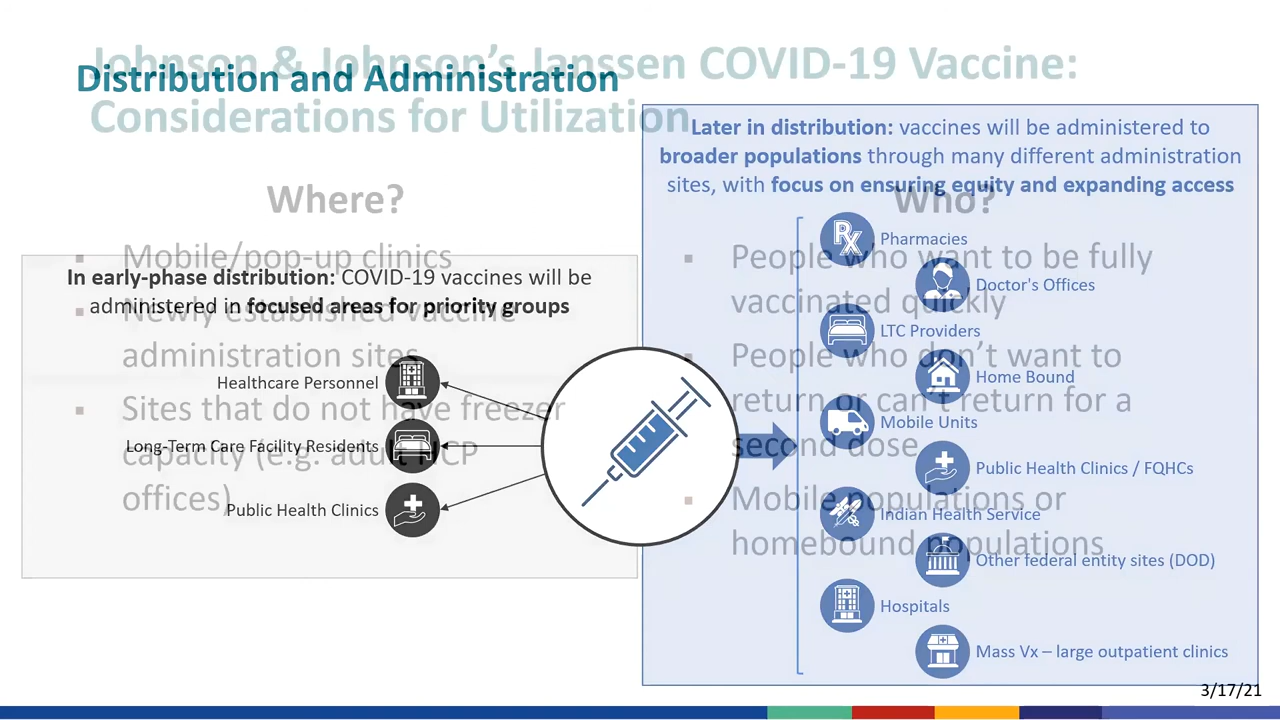 Johnson & Johnson’s Janssen COVID-19 Vaccine:
Considerations for Utilization
Where?
▪ Mobile/pop-up clinics
▪ Newly established vaccine
administration sites
▪ Sites that do not have freezer
capacity (e.g. adult HCP
offices)
Who?
▪ People who want to be fully
vaccinated quickly
▪ People who don’t want to
return or can’t return for a
second dose
▪ Mobile populations or
homebound populations
Distribution and Administration
In early-phase distribution: COVID-19 vaccines will be
administered in focused areas for priority groups
Healthcare Personnel
Long-Term Care Facility Residents
Public Health Clinics
Later in distribution: vaccines will be administered to
broader populations through many different administration
sites, with focus on ensuring equity and expanding access
Pharmacies
Doctor's Offices
LTC Providers
Home Bound
Mobile Units
Public Health Clinics / FQHCs
Indian Health Service
Other federal entity sites (DOD)
Hospitals
Mass Vx – large outpatient clinics
3/17/21